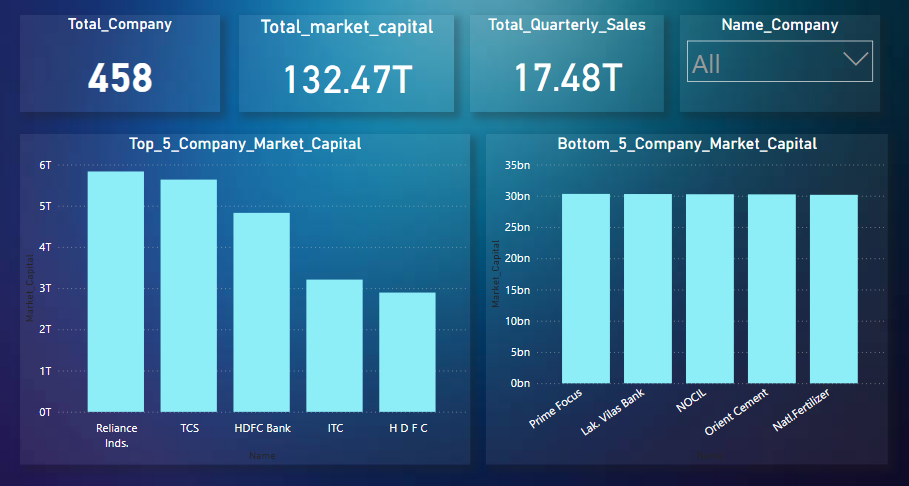 Total_Company
458
Total_market_capital
132.47T
Total_Quarterly_Sales
17.48T
Name_Company
All
Top_5_Company_Market_Capital
Market_Capital
6T
5T
4T
3T
2T
1T
0T
Reliance
Inds.
TCS
HDFC Bank
ITC
H D F C
Name
Bottom_5_Company_Market_Capital
Market_Capital
35bn
30bn
25bn
20bn
15bn
10bn
5bn
0bn
Prime Focus
Lak. Vilas Bank
NOCIL
Orient Cement
Natl.Fertilizer